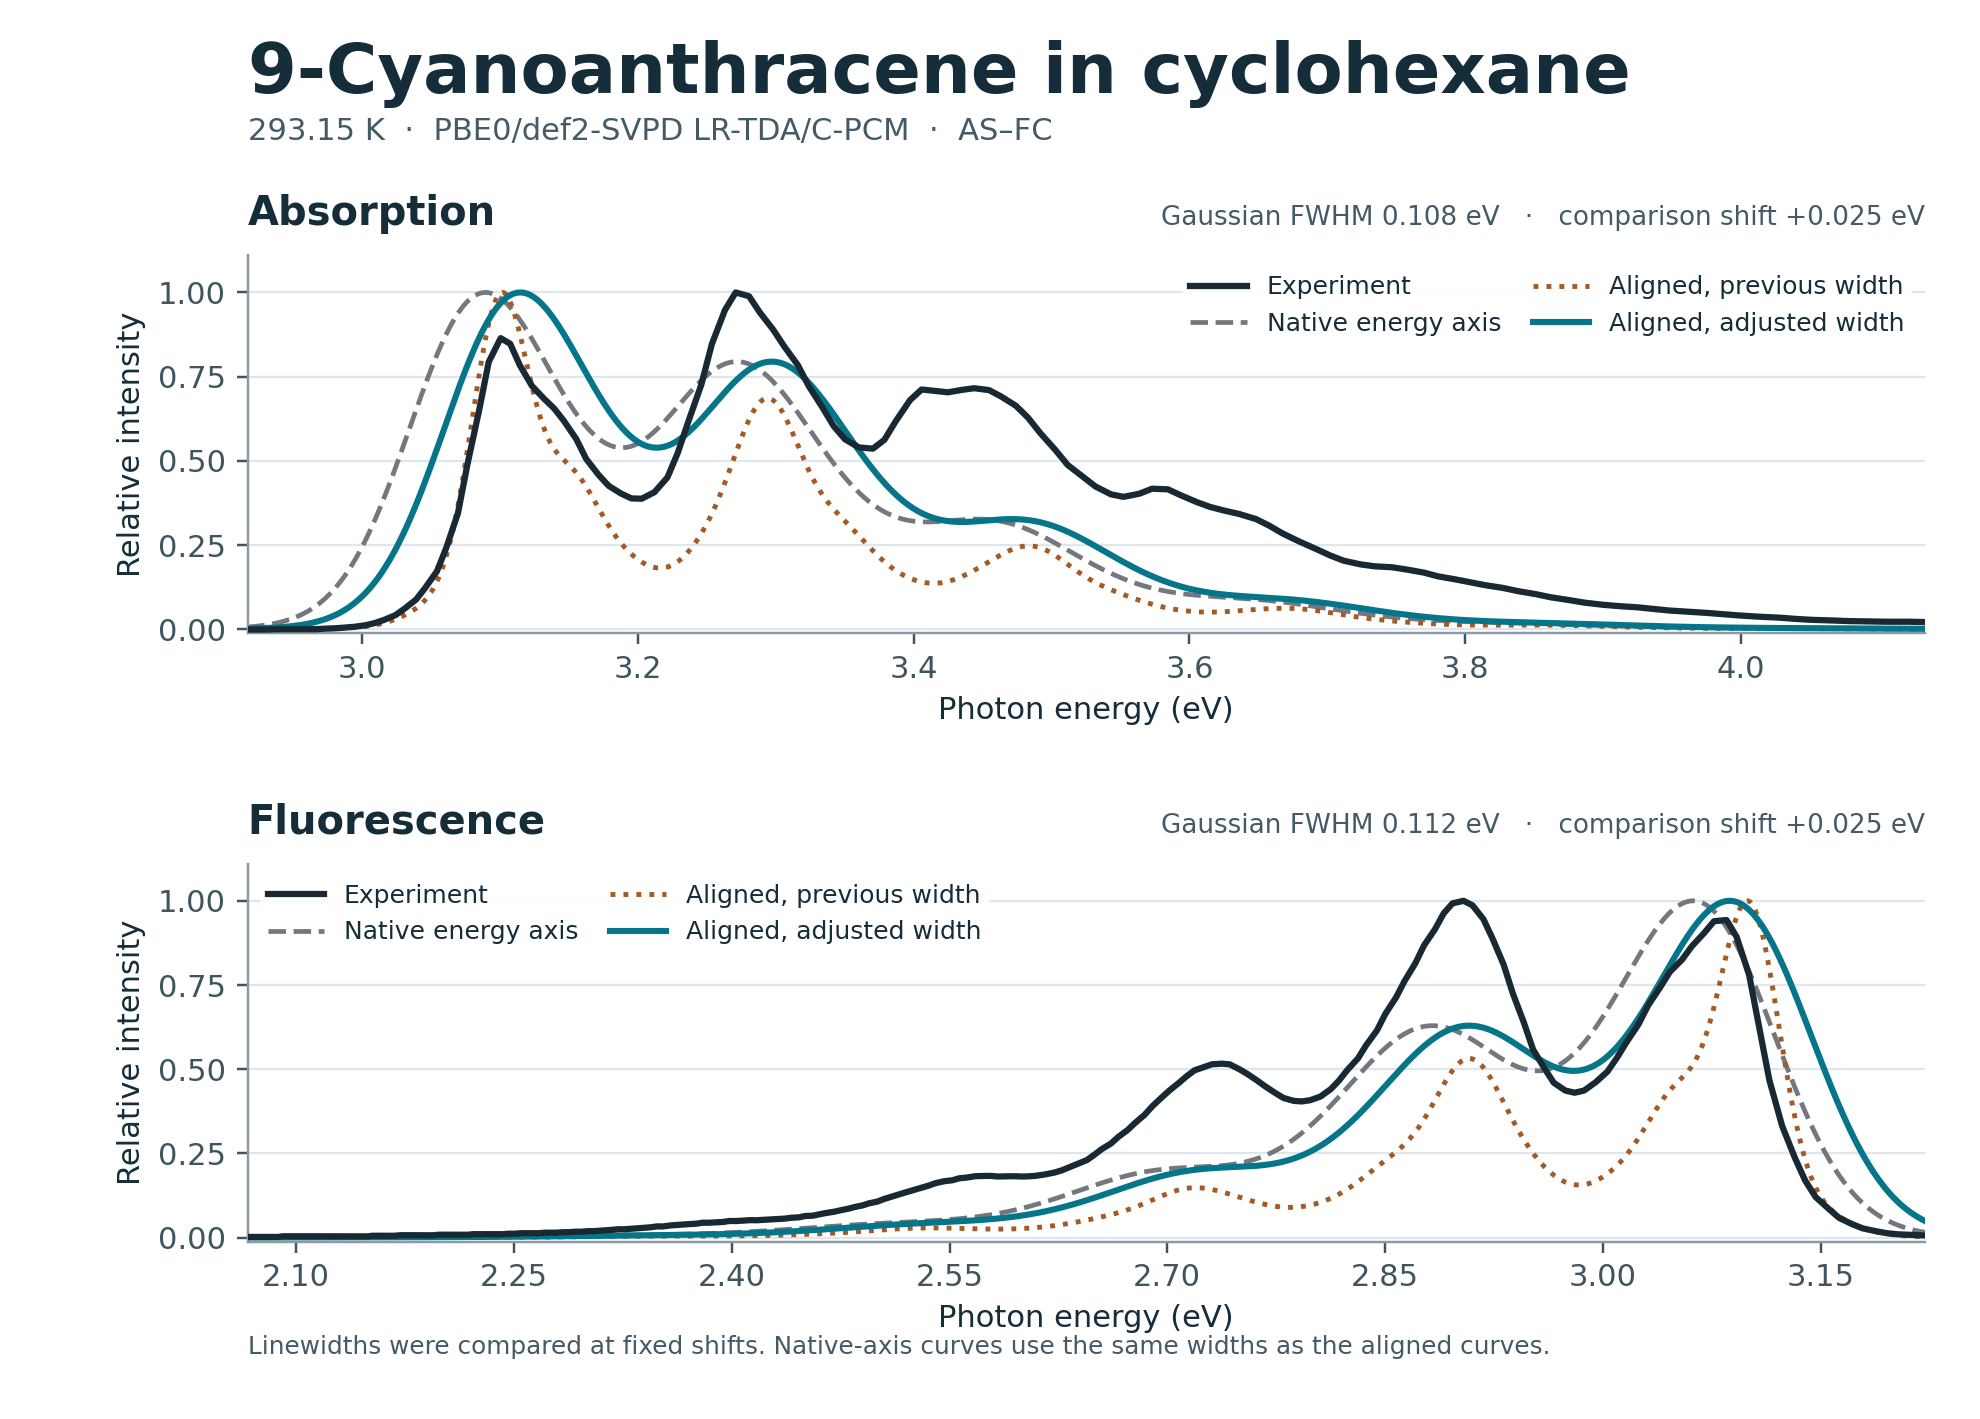 9-Cyanoanthracene in cyclohexane
293.15 K · PBE0/def2-SVPD LR-TDA/C-PCM · AS–FC
Absorption
Gaussian FWHM 0.108 eV · comparison shift +0.025 eV
Experiment
Native energy axis
Aligned, previous width
Aligned, adjusted width
Relative intensity
1.00
0.75
0.50
0.25
0.00
3.0 3.2 3.4 3.6 3.8 4.0
Photon energy (eV)
Fluorescence
Gaussian FWHM 0.112 eV · comparison shift +0.025 eV
Experiment
Native energy axis
Aligned, previous width
Aligned, adjusted width
Relative intensity
1.00
0.75
0.50
0.25
0.00
2.10 2.25 2.40 2.55 2.70 2.85 3.00 3.15
Photon energy (eV)
Linewidths were compared at fixed shifts. Native-axis curves use the same widths as the aligned curves.